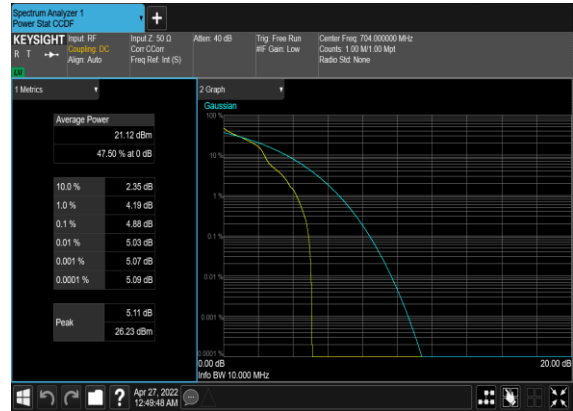 Spectrum Analyzer 1
Power Stat CCDF
KEYSIGHT
R T
LXI
Input: RF
Coupling: DC
Align: Auto
Input Z: 50 Ω
Corr CCorr
Freq Ref: Int (S)
Atten: 40 dB
Trig: Free Run
#IF Gain: Low
Center Freq: 704.000000 MHz
Counts: 1.00 M/1.00 Mpt
Radio Std: None
1 Metrics
Average Power
21.12 dBm
47.50 % at 0 dB
10.0 % 2.35 dB
1.0 % 4.19 dB
0.1 % 4.88 dB
0.01 % 5.03 dB
0.001 % 5.07 dB
0.0001 % 5.09 dB
Peak 5.11 dB
26.23 dBm
2 Graph
Gaussian
100 %
10 %
1 %
0.1 %
0.01 %
0.001 %
0.0001 %
0.00 dB 20.00 dB
Info BW 10.000 MHz
?
Apr 27, 2022
12:49:48 AM